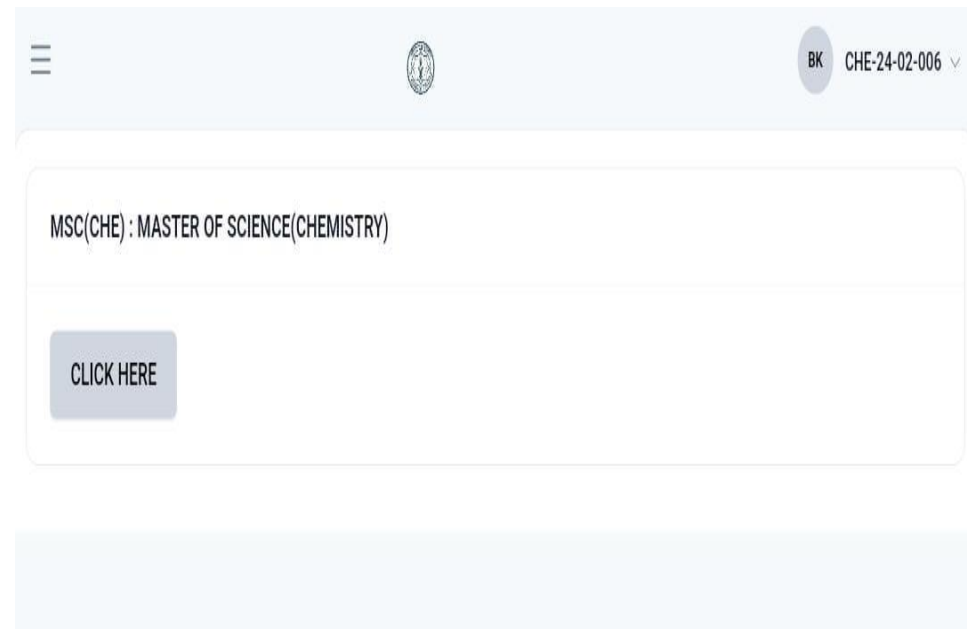 BK CHE-24-02-006
MSC(CHE) : MASTER OF SCIENCE(CHEMISTRY)
CLICK HERE